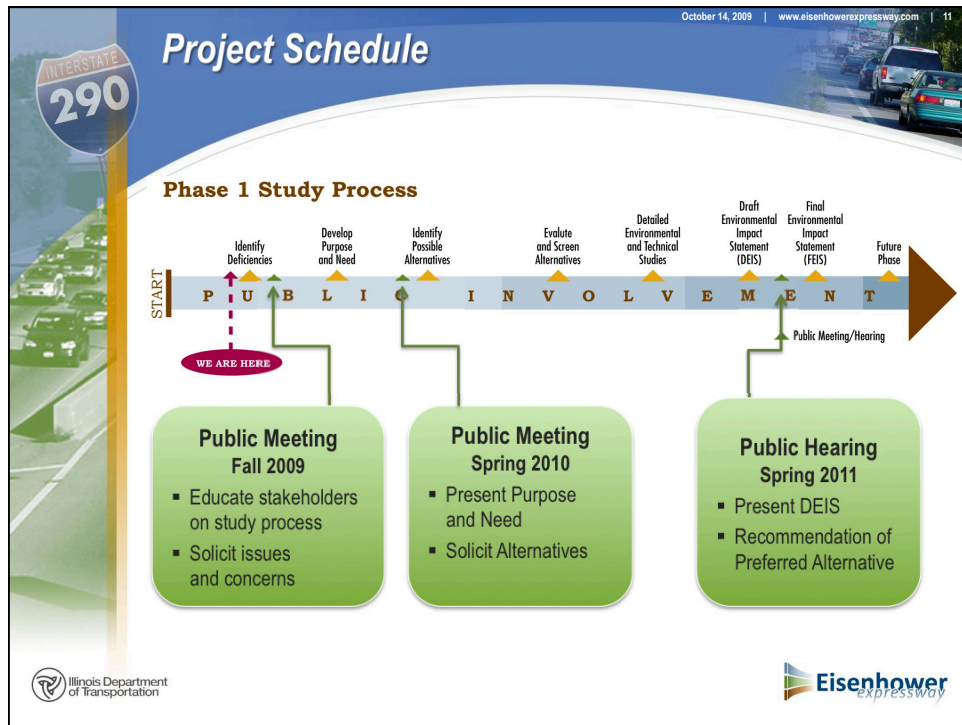 October 14, 2009 | www.eisenhowerexpressway.com | 11
Project Schedule
INTERSTATE
290
Phase 1 Study Process
Identify
Deficiencies
Develop
Purpose
and Need
Identify
Possible
Alternatives
Evalute
and Screen
Alternatives
Detailed
Environmental
and Technical
Studies
Draft
Environmental
Impact
Statement
(DEIS)
Final
Environmental
Impact
Statement
(FEIS)
Future
Phase
START
PUBLIC INVOLVEMENT
Public Meeting/Hearing
WE ARE HERE
Public Meeting
Fall 2009
▪ Educate stakeholders
on study process
▪ Solicit issues
and concerns
Public Meeting
Spring 2010
▪ Present Purpose
and Need
▪ Solicit Alternatives
Public Hearing
Spring 2011
▪ Present DEIS
▪ Recommendation of
Preferred Alternative
Illinois Department
of Transportation
Eisenhower
expressway